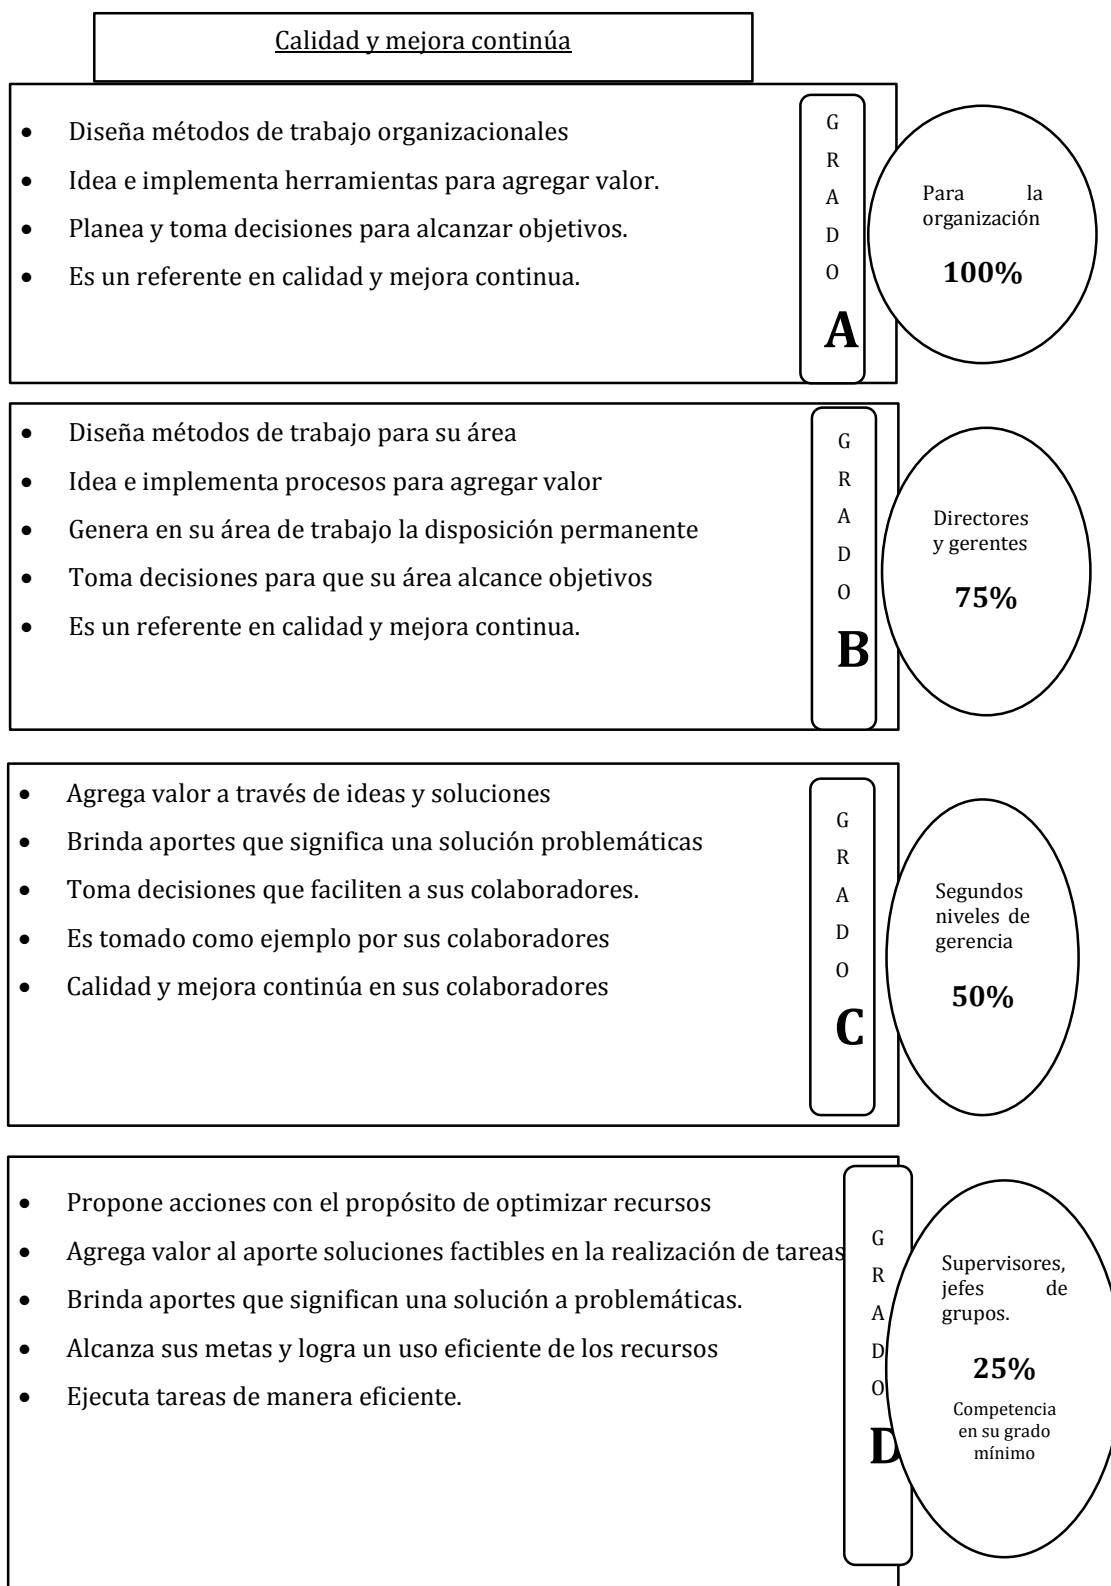 Calidad y mejora continúa
• Diseña métodos de trabajo organizacionales
• Idea e implementa herramientas para agregar valor.
• Planea y toma decisiones para alcanzar objetivos.
• Es un referente en calidad y mejora continua.
G
R
A
D
O
A
Para la
organización
100%
• Diseña métodos de trabajo para su área
• Idea e implementa procesos para agregar valor
• Genera en su área de trabajo la disposición permanente
• Toma decisiones para que su área alcance objetivos
• Es un referente en calidad y mejora continua.
G
R
A
D
O
B
Directores
y gerentes
75%
• Agrega valor a través de ideas y soluciones
• Brinda aportes que significa una solución problemáticas
• Toma decisiones que faciliten a sus colaboradores.
• Es tomado como ejemplo por sus colaboradores
• Calidad y mejora continúa en sus colaboradores
G
R
A
D
O
C
Segundos
niveles de
gerencia
50%
• Propone acciones con el propósito de optimizar recursos
• Agrega valor al aporte soluciones factibles en la realización de tareas
• Brinda aportes que significan una solución a problemáticas.
• Alcanza sus metas y logra un uso eficiente de los recursos
• Ejecuta tareas de manera eficiente.
G
R
A
D
O
D
Supervisores,
jefes de
grupos.
25%
Competencia
en su grado
mínimo